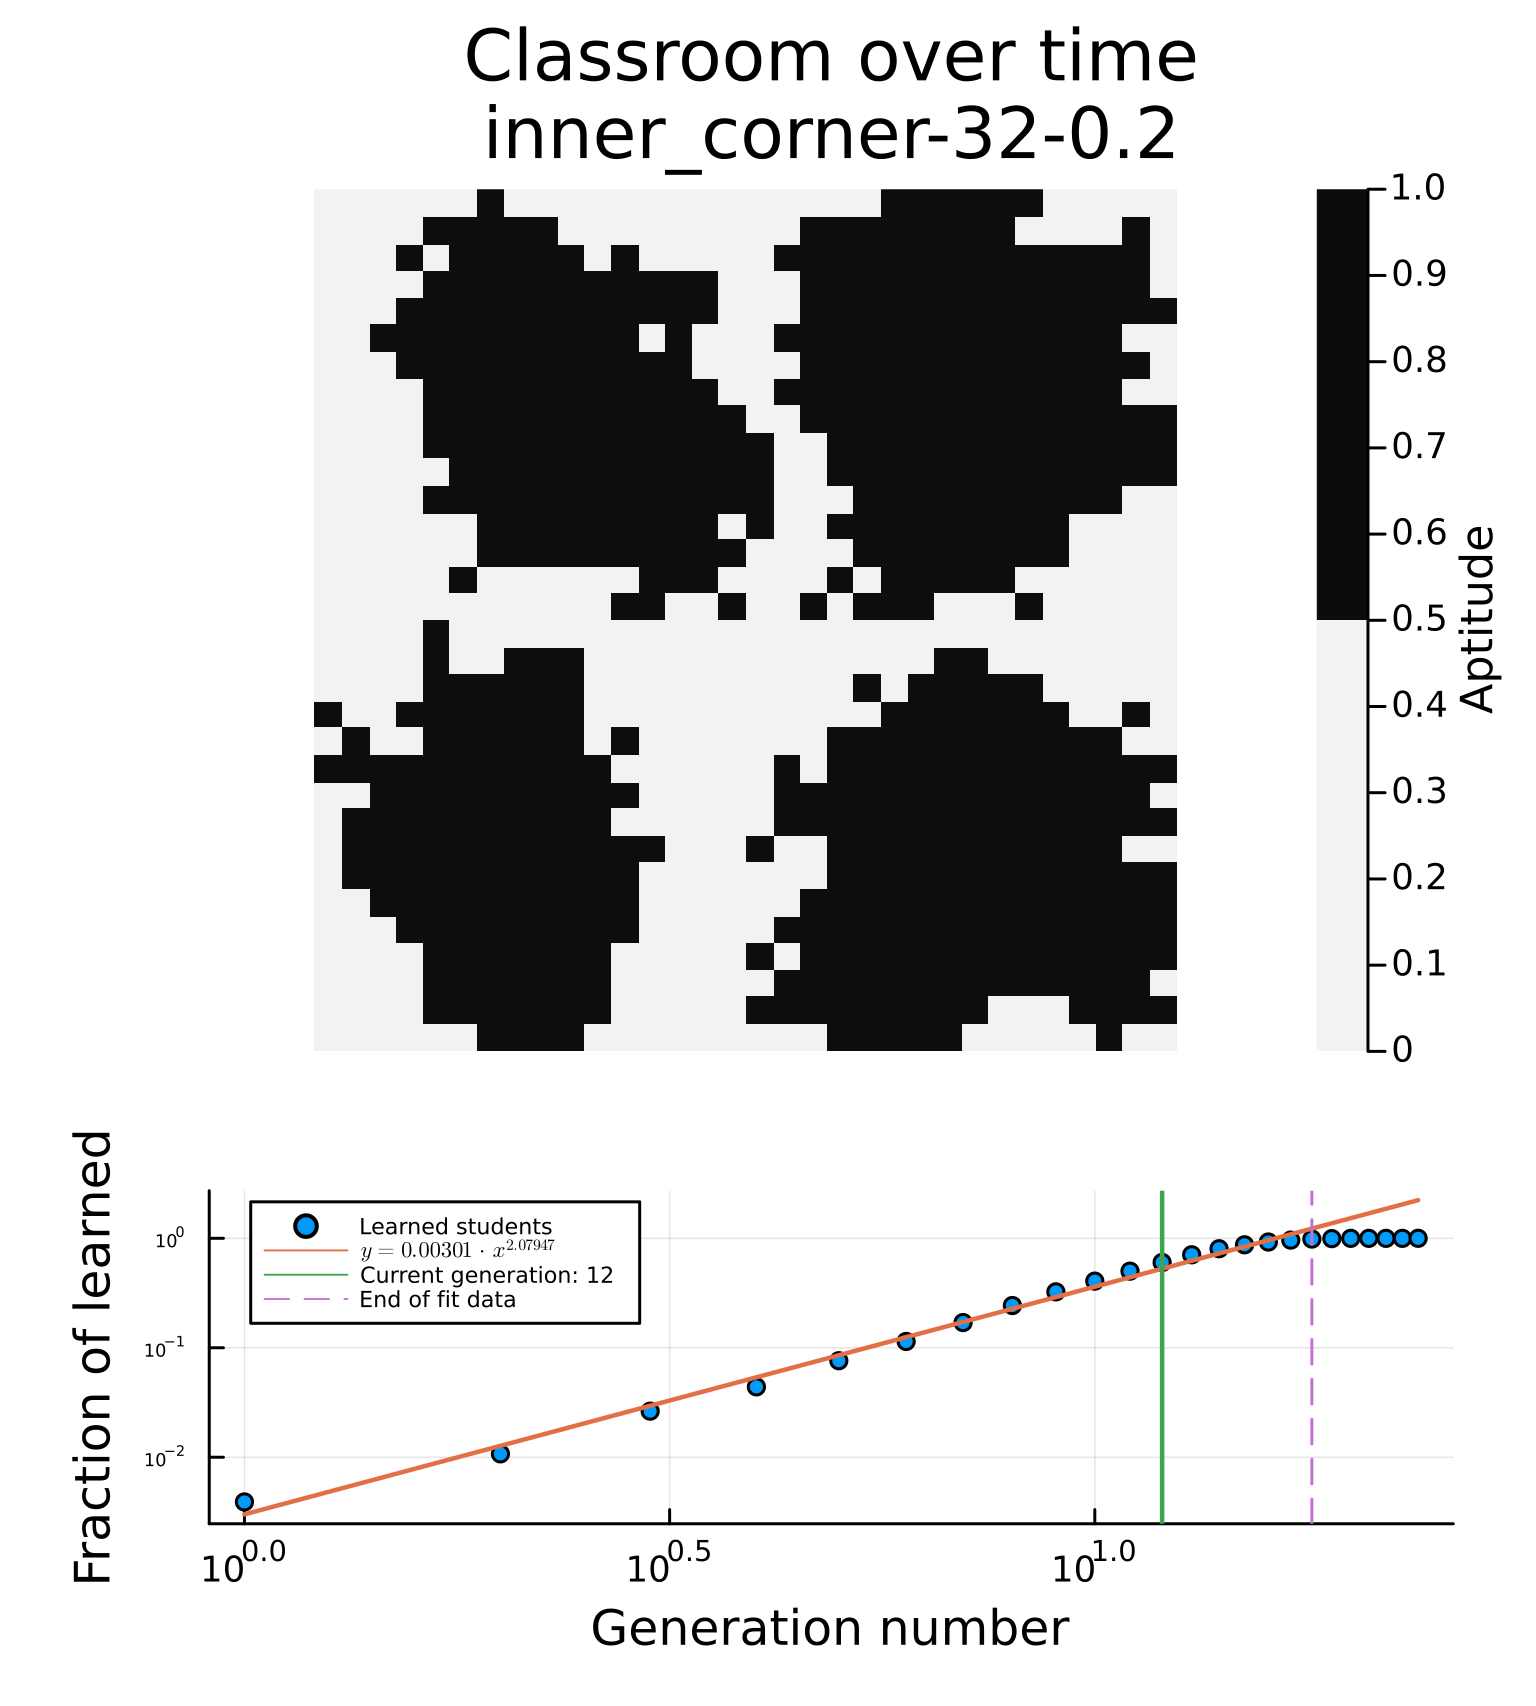 Classroom over time
inner_corner-32-0.2
1.0
0.9
0.8
0.7
0.6
0.5
0.4
0.3
0.2
0.1
0
Aptitude
Fraction of learned
10⁰
10⁻¹
10⁻²
Learned students
y = 0.00301 · x^2.07947
Current generation: 12
End of fit data
10^0.0
10^0.5
10^1.0
Generation number